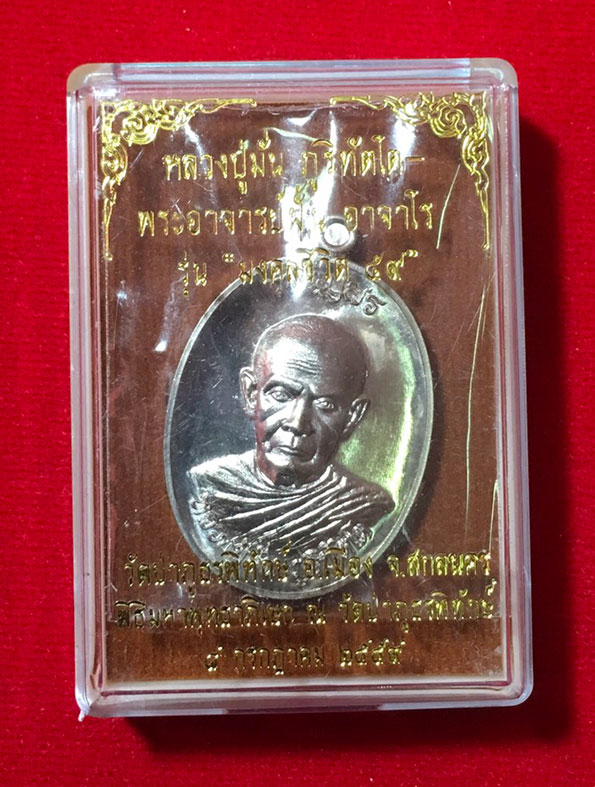 หลวงปู่มั่น ภูริทัตโต–
พระอาจารย์ฝั้น อาจาโร
รุ่น "มงคลชีวิต ๕๙"
วัดป่าภูธรพิทักษ์ อ.เมือง จ.สกลนคร
พิธีมหาพุทธาภิเษก ณ วัดป่าภูธรพิทักษ์
๘ กรกฎาคม ๒๕๕๙